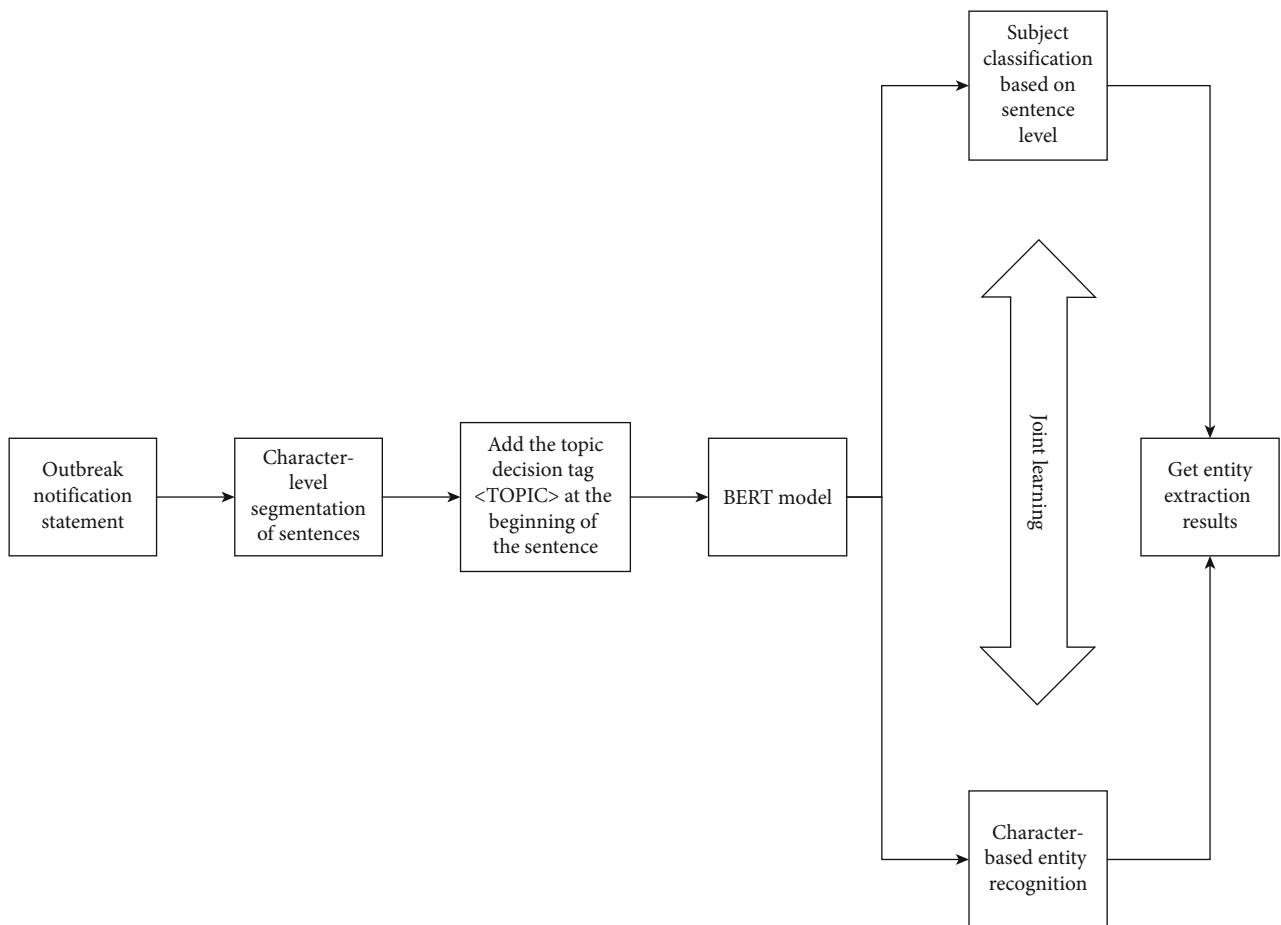 Outbreak
notification
statement
Character-
level
segmentation
of sentences
Add the topic
decision tag
<TOPIC> at the
beginning of
the sentence
BERT model
Subject
classification
based on
sentence
level
Joint learning
Character-
based entity
recognition
Get entity
extraction
results